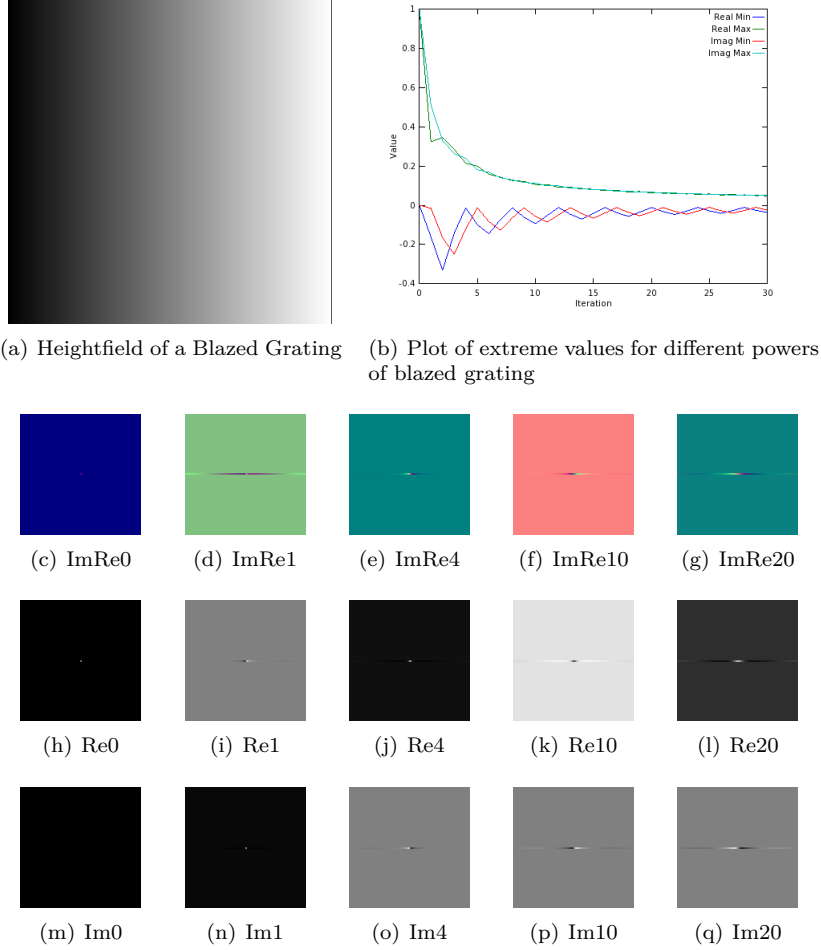 1
0.8
0.6
0.4
0.2
0
-0.2
-0.4
Value
Real Min
Real Max
Imag Min
Imag Max
0 5 10 15 20 25 30
Iteration
(a) Heightfield of a Blazed Grating
(b) Plot of extreme values for different powers
of blazed grating
(c) ImRe0
(d) ImRe1
(e) ImRe4
(f) ImRe10
(g) ImRe20
(h) Re0
(i) Re1
(j) Re4
(k) Re10
(l) Re20
(m) Im0
(n) Im1
(o) Im4
(p) Im10
(q) Im20